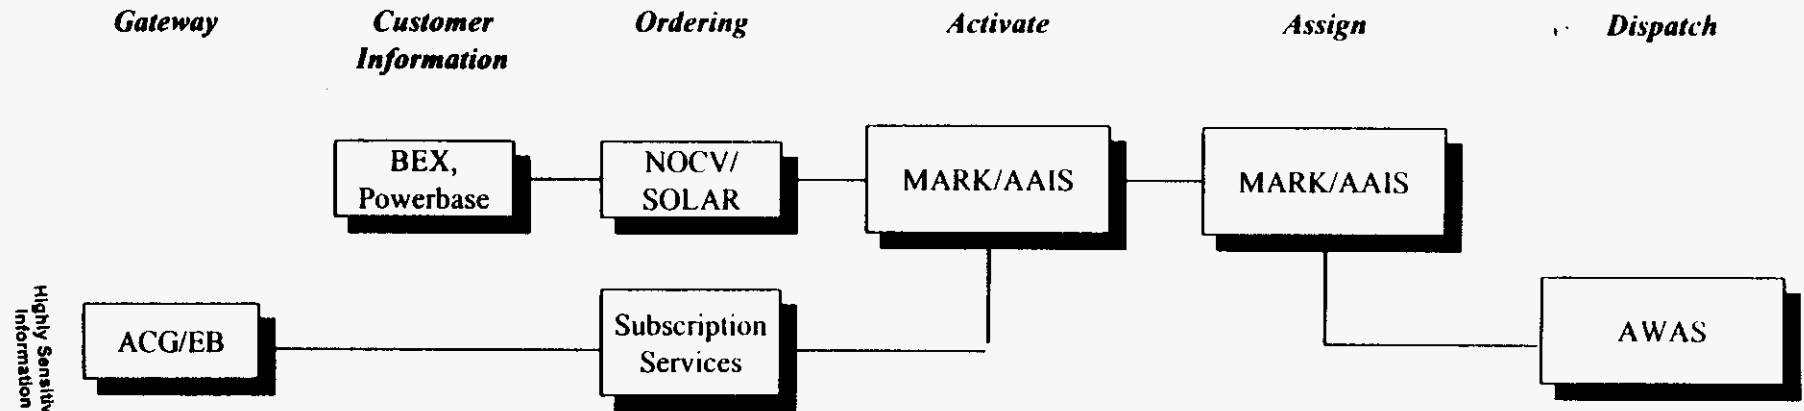 Gateway
Customer
Information
Ordering
Activate
Assign
Dispatch
BEX,
Powerbase
NOCV/
SOLAR
MARK/AAIS
MARK/AAIS
ACG/EB
Subscription
Services
AWAS
Highly Sensitiv
Information